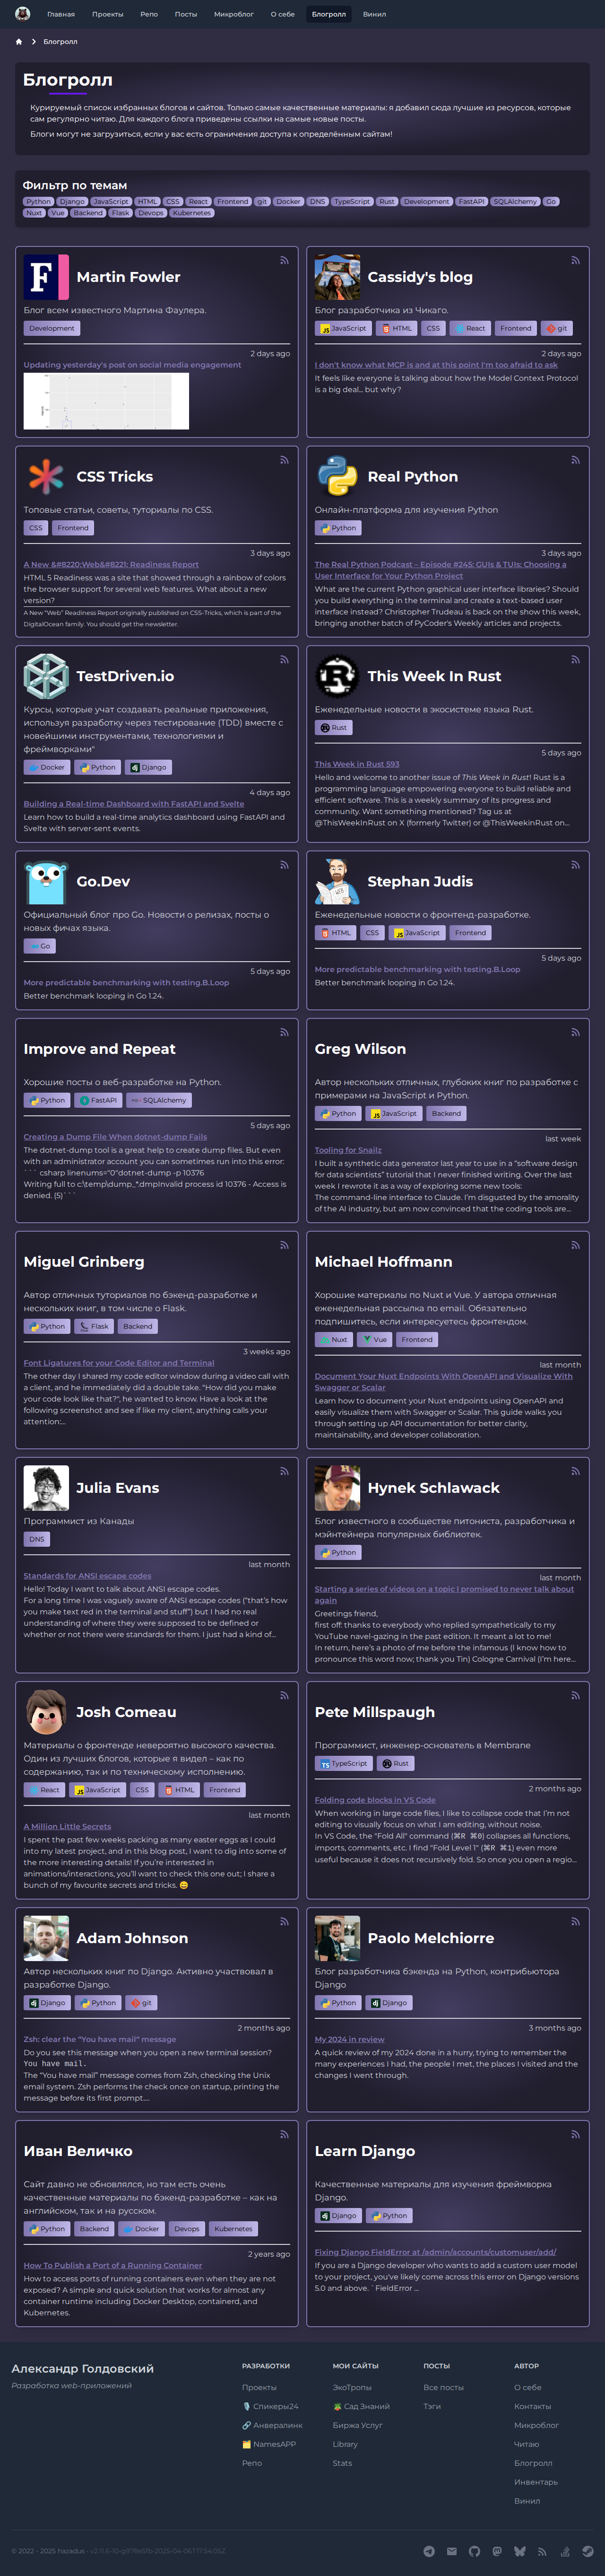 Главная Проекты Репо Посты Микроблог О себе Блогролл Винил
Блогролл
Блогролл
Курируемый список избранных блогов и сайтов. Только самые качественные материалы: я добавил сюда лучшие из ресурсов, которые
сам регулярно читаю. Для каждого блога приведены ссылки на самые новые посты.
Блоги могут не загрузиться, если у вас есть ограничения доступа к определённым сайтам!
Фильтр по темам
Python Django JavaScript HTML CSS React Frontend git Docker DNS TypeScript Rust Development FastAPI SQLAlchemy Go
Nuxt Vue Backend Flask Devops Kubernetes
Martin Fowler
Блог всем известного Мартина Фаулера.
Development
2 days ago
Updating yesterday's post on social media engagement
Cassidy's blog
Блог разработчика из Чикаго.
JavaScript HTML CSS React Frontend git
2 days ago
I don't know what MCP is and at this point I'm too afraid to ask
It feels like everyone is talking about how the Model Context Protocol
is a big deal... but why?
CSS Tricks
Топовые статьи, советы, туториалы по CSS.
CSS Frontend
3 days ago
A New &#8220;Web&#8221; Readiness Report
HTML 5 Readiness was a site that showed through a rainbow of colors
the browser support for several web features. What about a new
version?
A New “Web” Readiness Report originally published on CSS-Tricks, which is part of the
DigitalOcean family. You should get the newsletter.
Real Python
Онлайн-платформа для изучения Python
Python
3 days ago
The Real Python Podcast – Episode #245: GUIs & TUIs: Choosing a
User Interface for Your Python Project
What are the current Python graphical user interface libraries? Should
you build everything in the terminal and create a text-based user
interface instead? Christopher Trudeau is back on the show this week,
bringing another batch of PyCoder's Weekly articles and projects.
TestDriven.io
Курсы, которые учат создавать реальные приложения,
используя разработку через тестирование (TDD) вместе с
новейшими инструментами, технологиями и
фреймворками"
Docker Python Django
4 days ago
Building a Real-time Dashboard with FastAPI and Svelte
Learn how to build a real-time analytics dashboard using FastAPI and
Svelte with server-sent events.
This Week In Rust
Еженедельные новости в экосистеме языка Rust.
Rust
5 days ago
This Week in Rust 593
Hello and welcome to another issue of This Week in Rust! Rust is a
programming language empowering everyone to build reliable and
efficient software. This is a weekly summary of its progress and
community. Want something mentioned? Tag us at
@ThisWeekInRust on X (formerly Twitter) or @ThisWeekinRust on...
Go.Dev
Официальный блог про Go. Новости о релизах, посты о
новых фичах языка.
Go
5 days ago
More predictable benchmarking with testing.B.Loop
Better benchmark looping in Go 1.24.
Stephan Judis
Еженедельные новости о фронтенд-разработке.
HTML CSS JavaScript Frontend
5 days ago
More predictable benchmarking with testing.B.Loop
Better benchmark looping in Go 1.24.
Improve and Repeat
Хорошие посты о веб-разработке на Python.
Python FastAPI SQLAlchemy
5 days ago
Creating a Dump File When dotnet-dump Fails
The dotnet-dump tool is a great help to create dump files. But even
with an administrator account you can sometimes run into this error:
```csharp linenums="0"dotnet-dump -p 10376
Writing full to c:\temp\dump_*.dmpInvalid process id 10376 - Access is
denied. (5)```
Greg Wilson
Автор нескольких отличных, глубоких книг по разработке с
примерами на JavaScript и Python.
Python JavaScript Backend
last week
Tooling for Snailz
I built a synthetic data generator last year to use in a “software design
for data scientists” tutorial that I never finished writing. Over the last
week I rewrote it as a way of exploring some new tools:
The command-line interface to Claude. I’m disgusted by the amorality
of the AI industry, but am now convinced that the coding tools are...
Miguel Grinberg
Автор отличных туториалов по бэкенд-разработке и
нескольких книг, в том числе о Flask.
Python Flask Backend
3 weeks ago
Font Ligatures for your Code Editor and Terminal
The other day I shared my code editor window during a video call with
a client, and he immediately did a double take. "How did you make
your code look like that?", he wanted to know. Have a look at the
following screenshot and see if like my client, anything calls your
attention:...
Michael Hoffmann
Хорошие материалы по Nuxt и Vue. У автора отличная
еженедельная рассылка по email. Обязательно
подпишитесь, если интересуетесь фронтендом.
Nuxt Vue Frontend
last month
Document Your Nuxt Endpoints With OpenAPI and Visualize With
Swagger or Scalar
Learn how to document your Nuxt endpoints using OpenAPI and
easily visualize them with Swagger or Scalar. This guide walks you
through setting up API documentation for better clarity,
maintainability, and developer collaboration.
Julia Evans
Программист из Канады
DNS
last month
Standards for ANSI escape codes
Hello! Today I want to talk about ANSI escape codes.
For a long time I was vaguely aware of ANSI escape codes (“that’s how
you make text red in the terminal and stuff”) but I had no real
understanding of where they were supposed to be defined or
whether or not there were standards for them. I just had a kind of...
Hynek Schlawack
Блог известного в сообществе питониста, разработчика и
мэйнтейнера популярных библиотек.
Python
last month
Starting a series of videos on a topic I promised to never talk about
again
Greetings friend,
first off: thanks to everybody who replied sympathetically to my
YouTube navel-gazing in the past edition. It meant a lot to me!
In return, here’s a photo of me before the infamous (I know how to
pronounce this word now; thank you Tin) Cologne Carnival (I’m here...
Josh Comeau
Материалы о фронтенде невероятно высокого качества.
Один из лучших блогов, которые я видел – как по
содержанию, так и по техническому исполнению.
React JavaScript CSS HTML Frontend
last month
A Million Little Secrets
I spent the past few weeks packing as many easter eggs as I could
into my latest project, and in this blog post, I want to dig into some of
the more interesting details! If you’re interested in
animations/interactions, you’ll want to check this one out; I share a
bunch of my favourite secrets and tricks. 😄
Pete Millspaugh
Программист, инженер-основатель в Membrane
TypeScript Rust
2 months ago
Folding code blocks in VS Code
When working in large code files, I like to collapse code that I’m not
editing to visually focus on what I am editing, without noise.
In VS Code, the "Fold All" command (⌘R ⌘0) collapses all functions,
imports, comments, etc. I find "Fold Level 1" (⌘R ⌘1) even more
useful because it does not recursively fold. So once you open a regio...
Adam Johnson
Автор нескольких книг по Django. Активно участвовал в
разработке Django.
Django Python git
2 months ago
Zsh: clear the “You have mail” message
Do you see this message when you open a new terminal session?
You have mail.
The “You have mail” message comes from Zsh, checking the Unix
email system. Zsh performs the check once on startup, printing the
message before its first prompt....
Paolo Melchiorre
Блог разработчика бэкенда на Python, контрибьютора
Django
Python Django
3 months ago
My 2024 in review
A quick review of my 2024 done in a hurry, trying to remember the
many experiences I had, the people I met, the places I visited and the
changes I went through.
Иван Величко
Сайт давно не обновлялся, но там есть очень
качественные материалы по бэкенд-разработке – как на
английском, так и на русском.
Python Backend Docker Devops Kubernetes
2 years ago
How To Publish a Port of a Running Container
How to access ports of running containers even when they are not
exposed? A simple and quick solution that works for almost any
container runtime including Docker Desktop, containerd, and
Kubernetes.
Learn Django
Качественные материалы для изучения фреймворка
Django.
Django Python
Fixing Django FieldError at /admin/accounts/customuser/add/
If you are a Django developer who wants to add a custom user model
to your project, you've likely come across this error on Django versions
5.0 and above. `FieldError ...
Александр Голдовский
Разработка web-приложений
РАЗРАБОТКИ
Проекты
🎙️ Спикеры24
🔗 Анвералинк
🗂️ NamesAPP
Репо
МОИ САЙТЫ
ЭкоТропы
🪴 Сад Знаний
Биржа Услуг
Library
Stats
ПОСТЫ
Все посты
Тэги
АВТОР
О себе
Контакты
Микроблог
Читаю
Блогролл
Инвентарь
Винил
© 2022 - 2025 hazadus